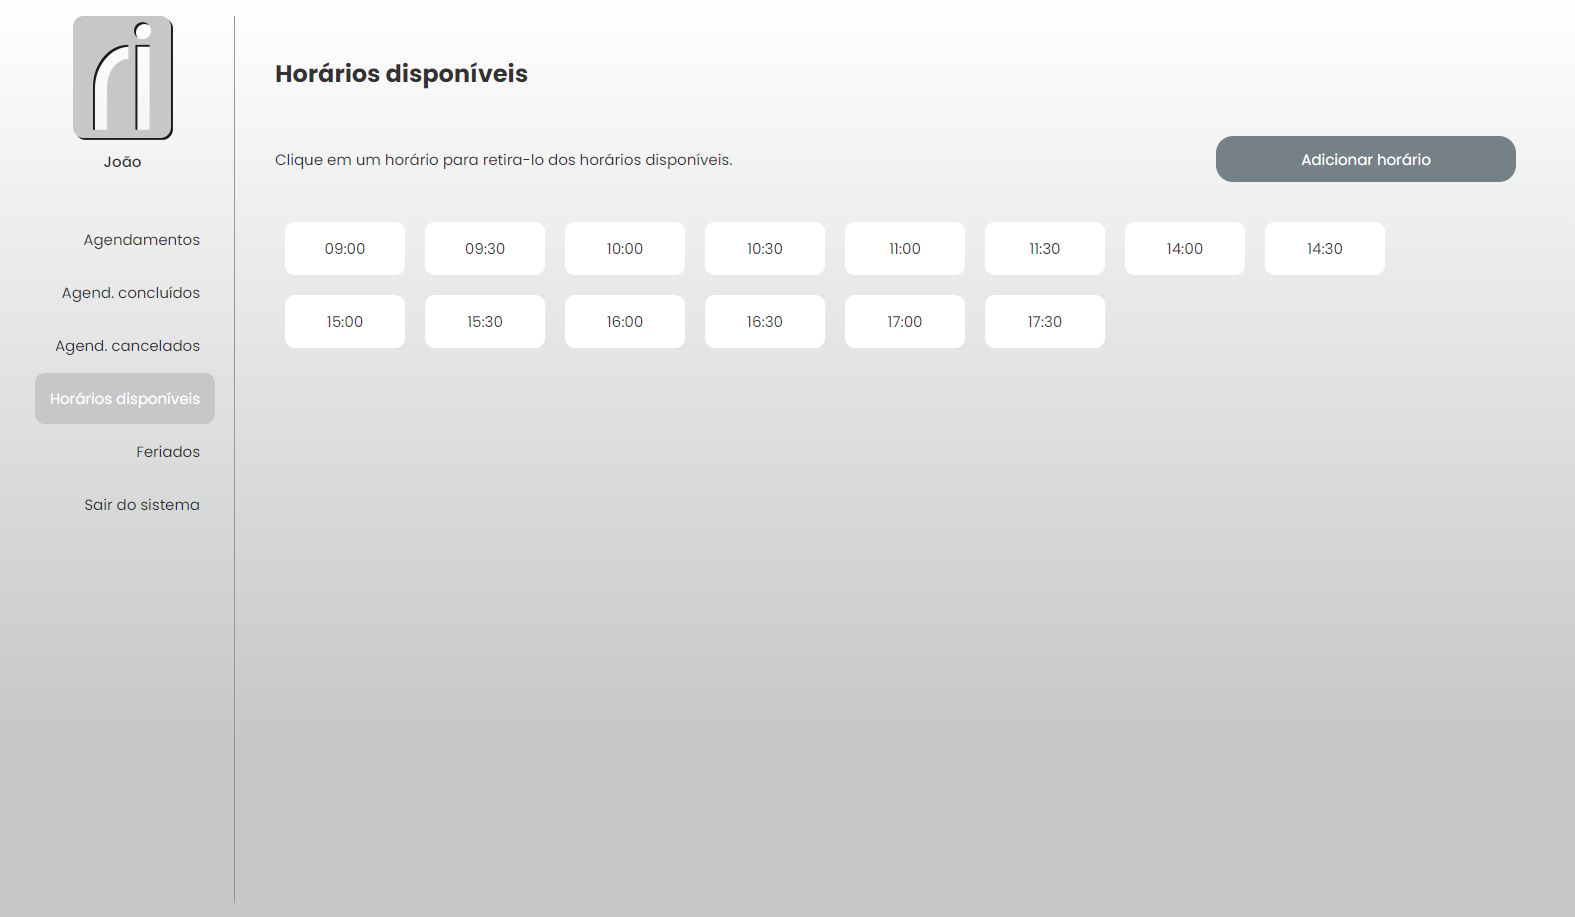 ri
João
Agendamentos
Agend. concluídos
Agend. cancelados
Horários disponíveis
Feriados
Sair do sistema
Horários disponíveis
Clique em um horário para retira-lo dos horários disponíveis.
Adicionar horário
09:00 09:30 10:00 10:30 11:00 11:30 14:00 14:30
15:00 15:30 16:00 16:30 17:00 17:30